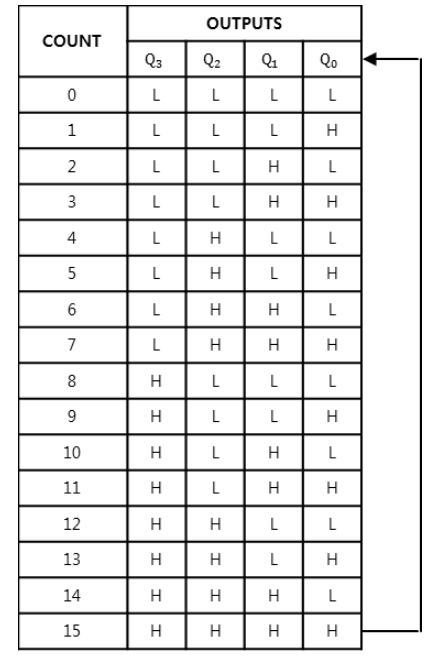 COUNT OUTPUTS
Q₃ Q₂ Q₁ Q₀
0 L L L L
1 L L L H
2 L L H L
3 L L H H
4 L H L L
5 L H L H
6 L H H L
7 L H H H
8 H L L L
9 H L L H
10 H L H L
11 H L H H
12 H H L L
13 H H L H
14 H H H L
15 H H H H